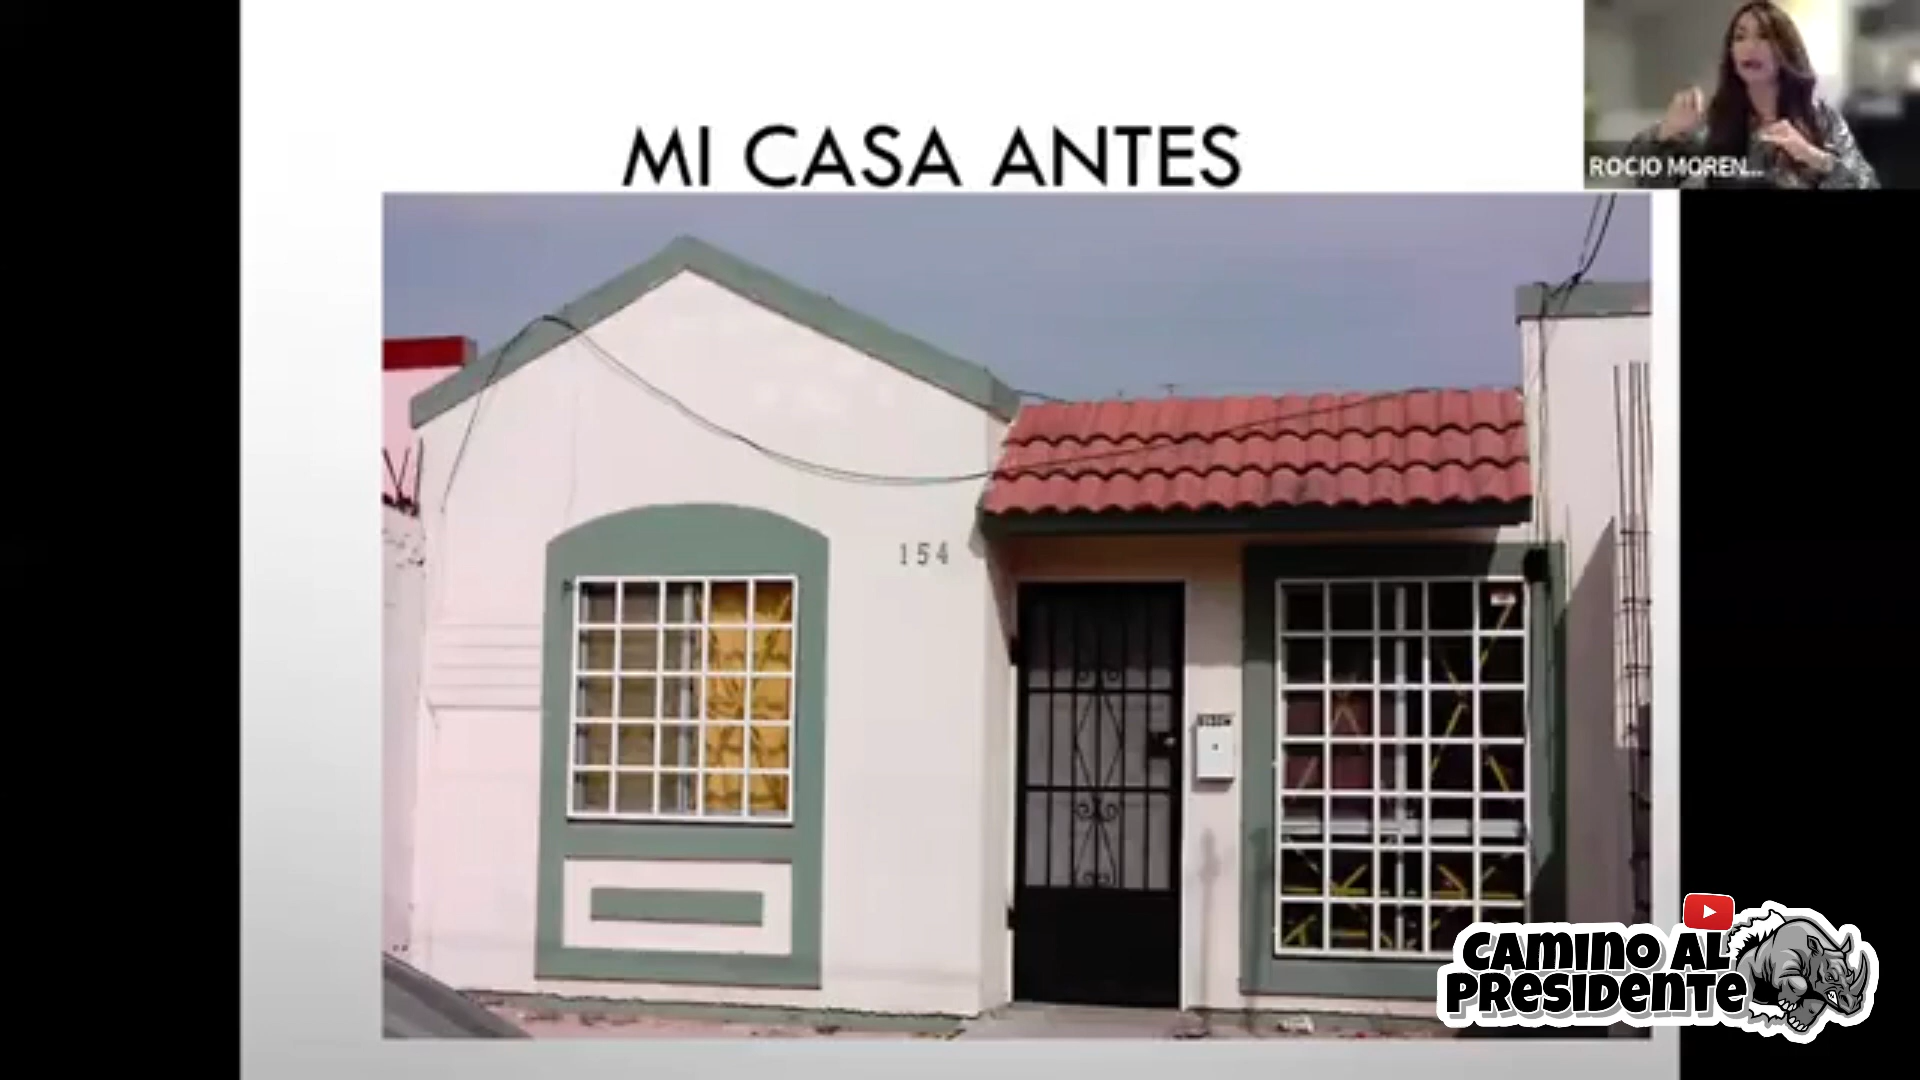 MI CASA ANTES
ROCIO MOREN...
154
CAMINO AL
PRESIDENTE